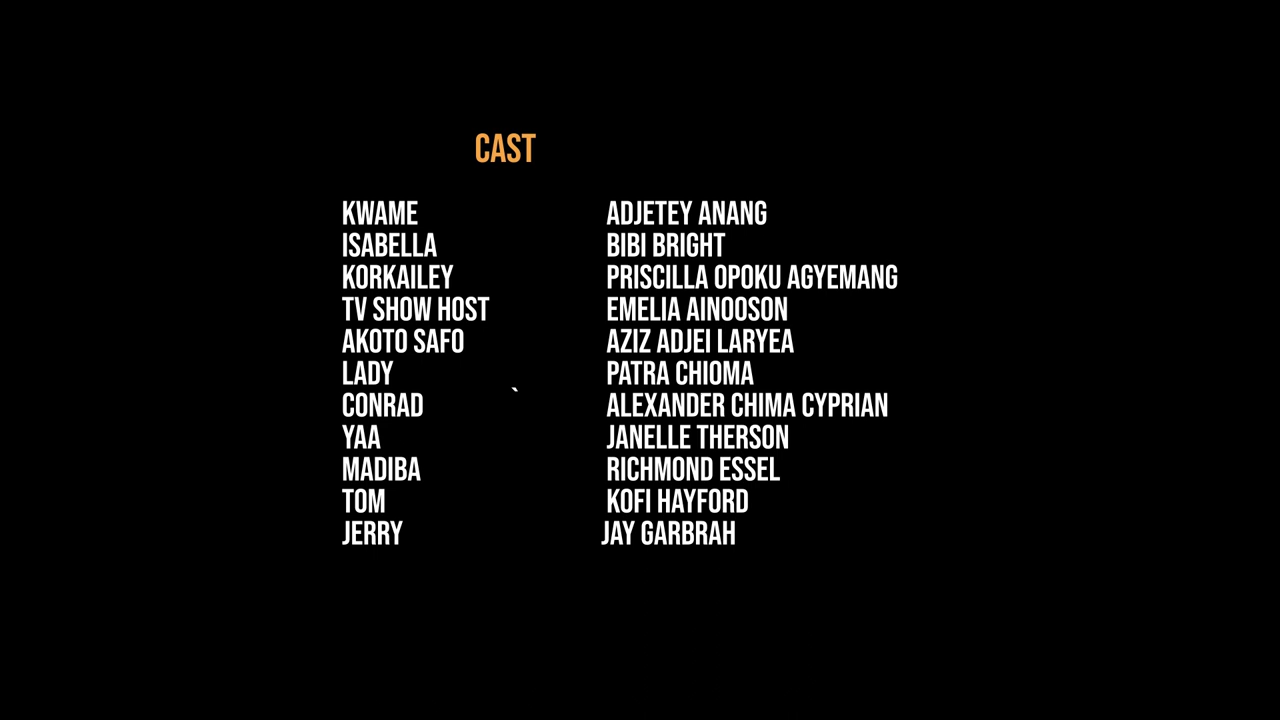 CAST
KWAME ADJETEY ANANG
ISABELLA BIBI BRIGHT
KORKAILEY PRISCILLA OPOKU AGYEMANG
TV SHOW HOST EMELIA AINOOSON
AKOTO SAFO AZIZ ADJEI LARYEA
LADY PATRA CHIOMA
CONRAD ` ALEXANDER CHIMA CYPRIAN
YAA JANELLE THERSON
MADIBA RICHMOND ESSEL
TOM KOFI HAYFORD
JERRY JAY GARBRAH